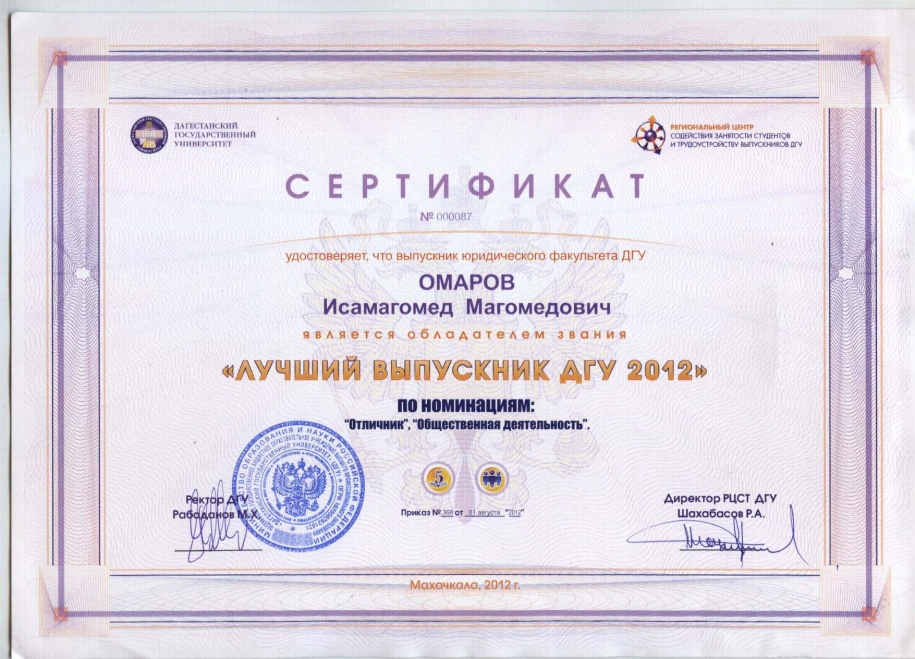 ДАГЕСТАНСКИЙ
ГОСУДАРСТВЕННЫЙ
УНИВЕРСИТЕТ
РЕГИОНАЛЬНЫЙ ЦЕНТР
СОДЕЙСТВИЯ ЗАНЯТОСТИ СТУДЕНТОВ
И ТРУДОУСТРОЙСТВУ ВЫПУСКНИКОВ ДГУ
СЕРТИФИКАТ
№ 000087
удостоверяет, что выпускник юридического факультета ДГУ
ОМАРОВ
Исамагомед Магомедович
является обладателем звания
«ЛУЧШИЙ ВЫПУСКНИК ДГУ 2012»
по номинациям:
"Отличник", "Общественная деятельность".
5
Ректор ДГУ
Рабаданов М.Х.
Приказ № 368 от 01 августа "2012"
Директор РЦСТ ДГУ
Шахабасов Р.А.
Махачкала, 2012 г.